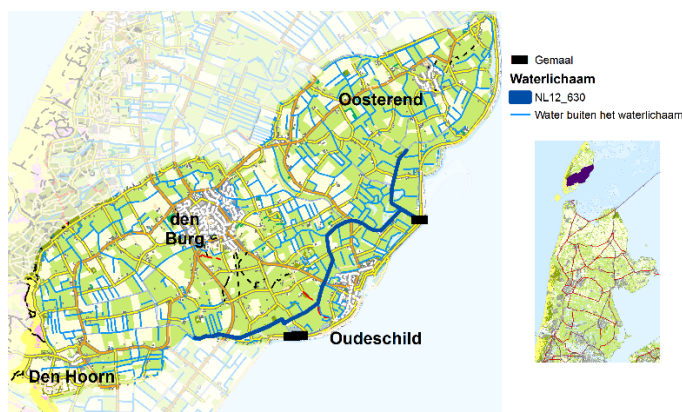 Oosterend
den
Burg
Oudeschild
Den Hoorn
Gemaal
Waterlichaam
NL12_630
Water buiten het waterlichaam